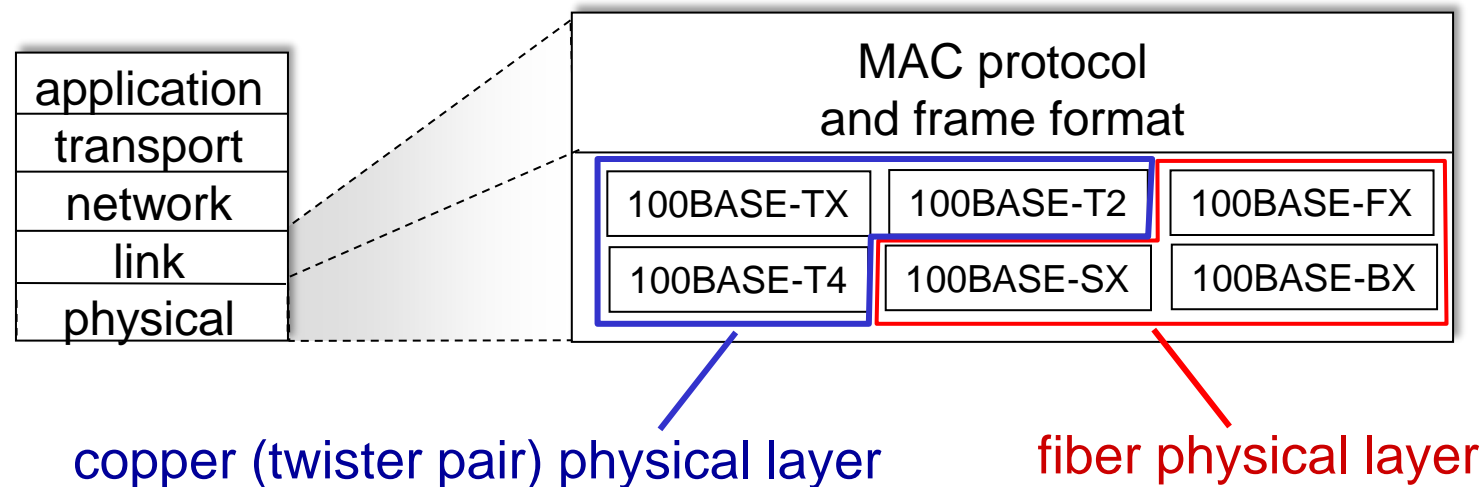 application
transport
network
link
physical
MAC protocol
and frame format
100BASE-TX
100BASE-T2
100BASE-FX
100BASE-T4
100BASE-SX
100BASE-BX
copper (twister pair) physical layer
fiber physical layer